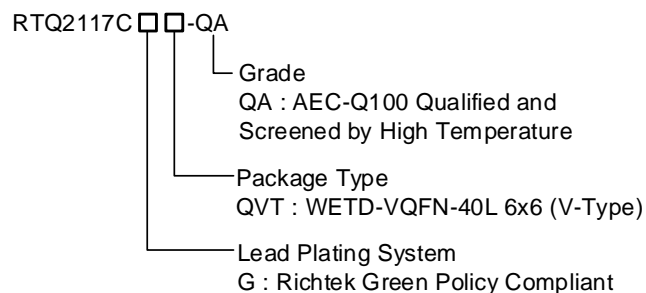 RTQ2117C□□-QA
Grade
QA : AEC-Q100 Qualified and
Screened by High Temperature
Package Type
QVT : WETD-VQFN-40L 6x6 (V-Type)
Lead Plating System
G : Richtek Green Policy Compliant